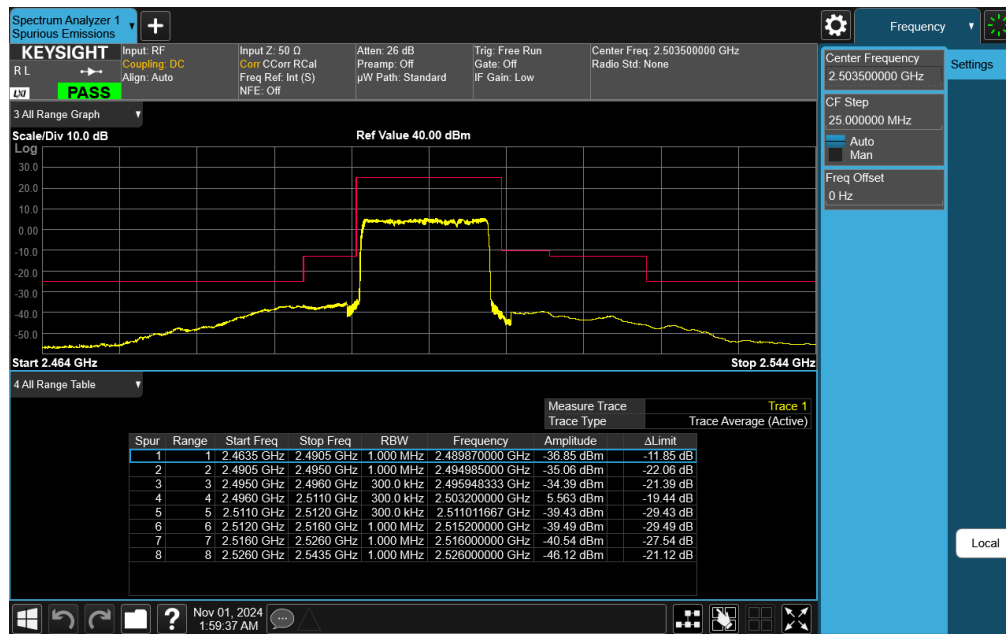 Spectrum Analyzer 1
Spurious Emissions
Frequency
KEYSIGHT
R L
LXI
PASS
Input: RF
Coupling: DC
Align: Auto
Input Z: 50 Ω
Corr CCorr RCal
Freq Ref: Int (S)
NFE: Off
Atten: 26 dB
Preamp: Off
µW Path: Standard
Trig: Free Run
Gate: Off
IF Gain: Low
Center Freq: 2.503500000 GHz
Radio Std: None
Center Frequency
2.503500000 GHz
Settings
CF Step
25.000000 MHz
Auto
Man
Freq Offset
0 Hz
3 All Range Graph
Scale/Div 10.0 dB
Ref Value 40.00 dBm
Log
30.0
20.0
10.0
0.00
-10.0
-20.0
-30.0
-40.0
-50.0
Start 2.464 GHz
Stop 2.544 GHz
4 All Range Table
Measure Trace Trace 1
Trace Type Trace Average (Active)
Spur Range Start Freq Stop Freq RBW Frequency Amplitude ΔLimit
1 1 2.4635 GHz 2.4905 GHz 1.000 MHz 2.489870000 GHz -36.85 dBm -11.85 dB
2 2 2.4905 GHz 2.4950 GHz 1.000 MHz 2.494985000 GHz -35.06 dBm -22.06 dB
3 3 2.4950 GHz 2.4960 GHz 300.0 kHz 2.495948333 GHz -34.39 dBm -21.39 dB
4 4 2.4960 GHz 2.5110 GHz 300.0 kHz 2.503200000 GHz 5.563 dBm -19.44 dB
5 5 2.5110 GHz 2.5120 GHz 300.0 kHz 2.511011667 GHz -39.43 dBm -29.43 dB
6 6 2.5120 GHz 2.5160 GHz 1.000 MHz 2.515200000 GHz -39.49 dBm -29.49 dB
7 7 2.5160 GHz 2.5260 GHz 1.000 MHz 2.516000000 GHz -40.54 dBm -27.54 dB
8 8 2.5260 GHz 2.5435 GHz 1.000 MHz 2.526000000 GHz -46.12 dBm -21.12 dB
Local
Nov 01, 2024
1:59:37 AM